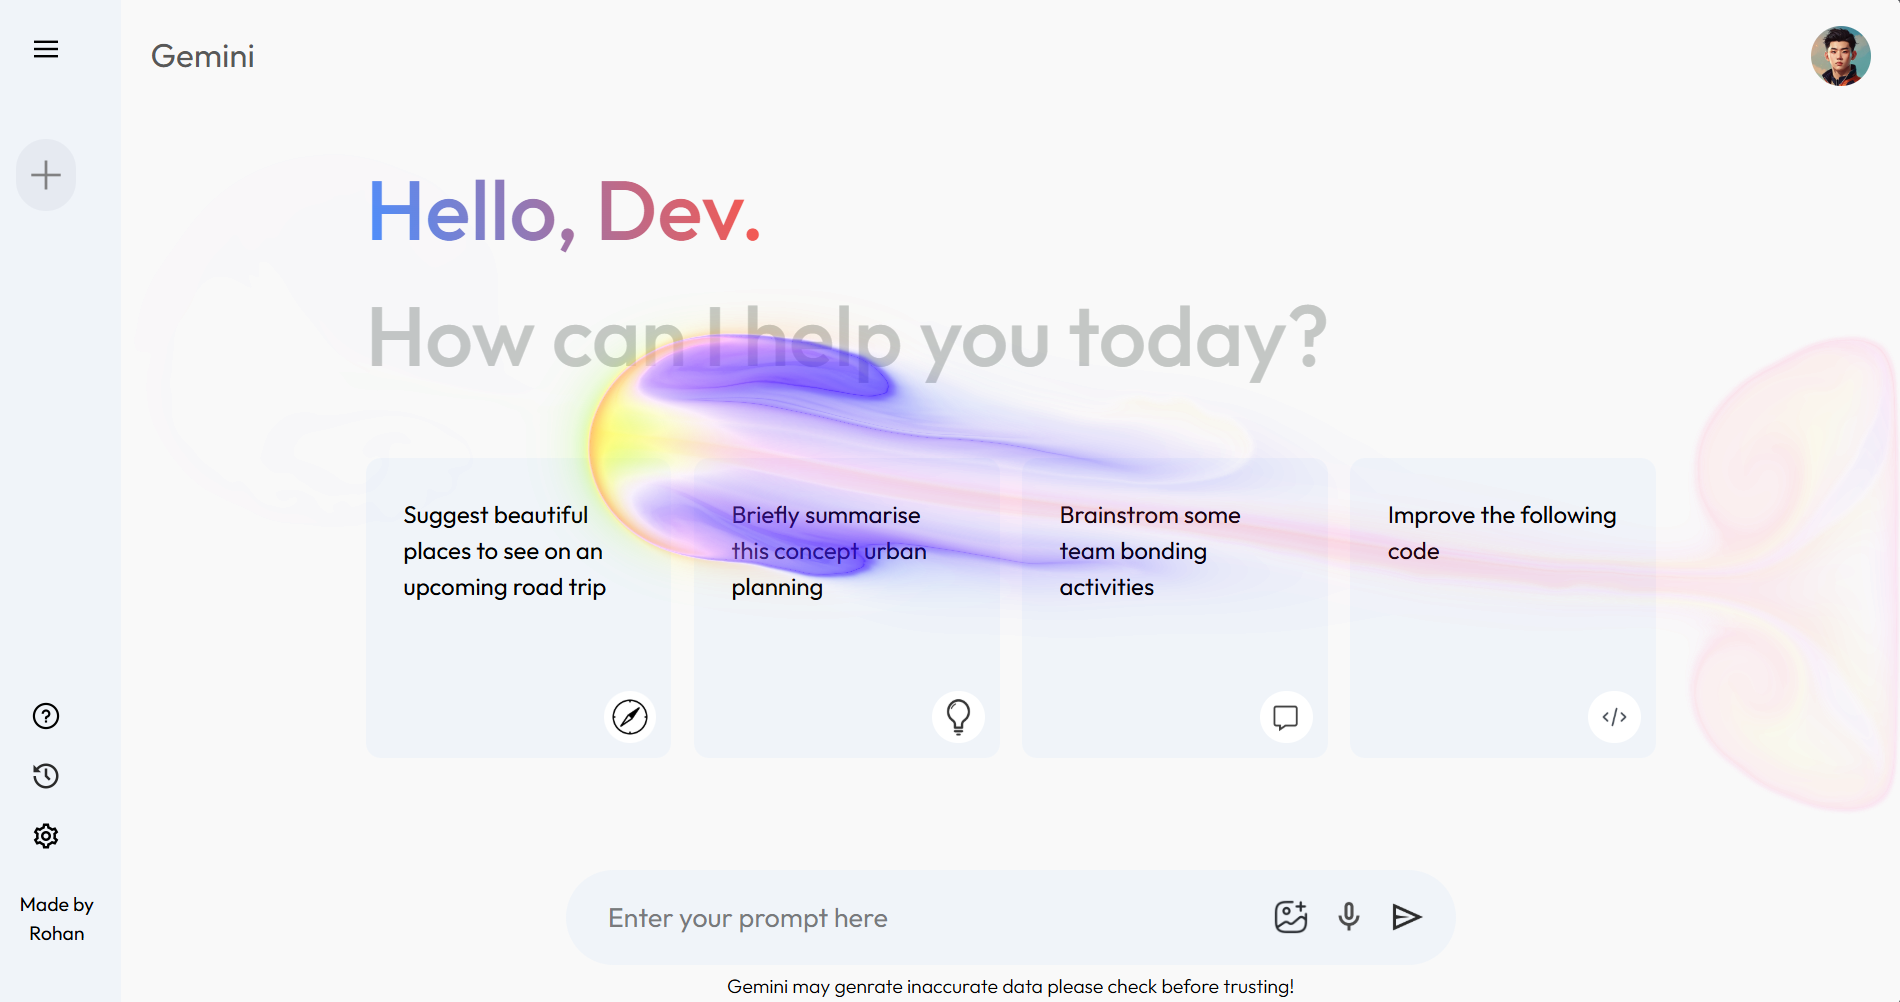 Gemini
Hello, Dev.
How can I help you today?
Suggest beautiful
places to see on an
upcoming road trip
Briefly summarise
this concept urban
planning
Brainstrom some
team bonding
activities
Improve the following
code
Made by
Rohan
Enter your prompt here
Gemini may genrate inaccurate data please check before trusting!